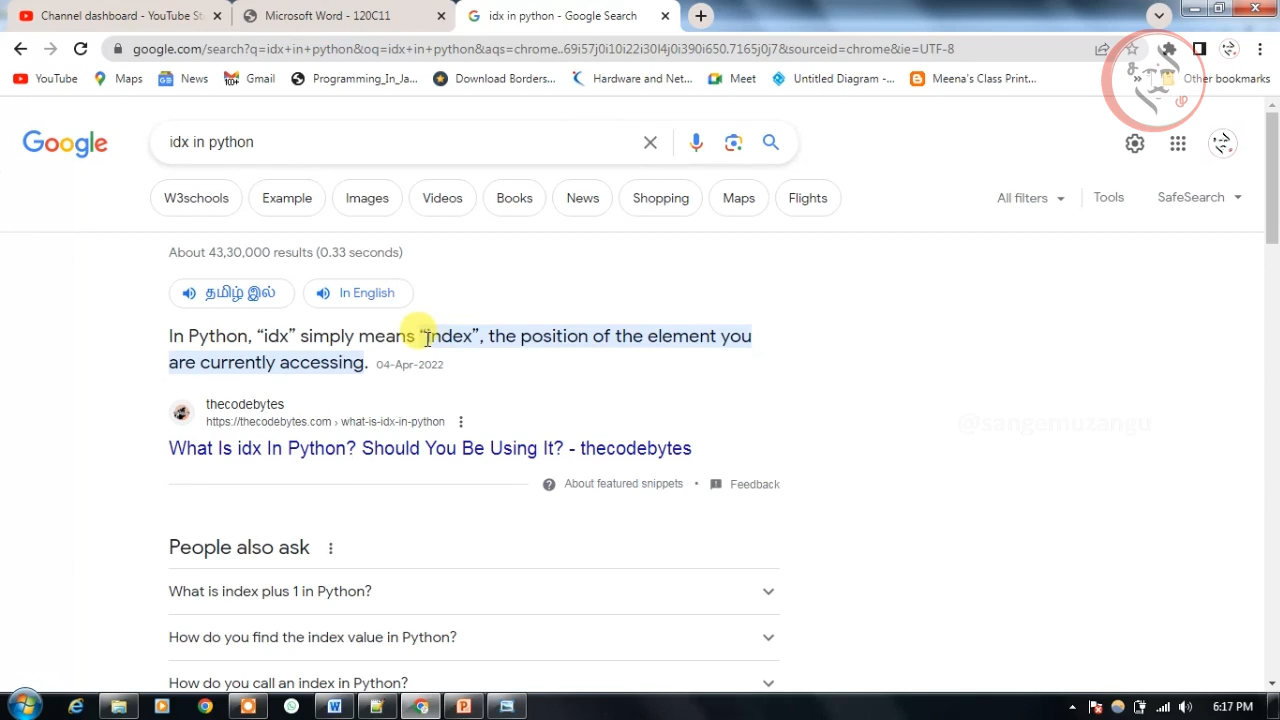 Channel dashboard - YouTube St
Microsoft Word - 120C11
idx in python - Google Search
google.com/search?q=idx+in+python&oq=idx+in+python&aqs=chrome..69i57j0i10i22i30l4j0i390i650.7165j0j7&sourceid=chrome&ie=UTF-8
YouTube
Maps
News
Gmail
Programming_In_Ja...
Download Borders...
Hardware and Net...
Meet
Untitled Diagram -...
Meena's Class Print...
»
Other bookmarks
Google
idx in python
W3schools
Example
Images
Videos
Books
News
Shopping
Maps
Flights
All filters
Tools
SafeSearch
About 43,30,000 results (0.33 seconds)
தமிழ் இல்
In English
In Python, “idx” simply means “index”, the position of the element you
are currently accessing. 04-Apr-2022
thecodebytes
https://thecodebytes.com › what-is-idx-in-python
What Is idx In Python? Should You Be Using It? - thecodebytes
About featured snippets • Feedback
@sangemuzangu
People also ask
What is index plus 1 in Python?
How do you find the index value in Python?
How do you call an index in Python?
6:17 PM